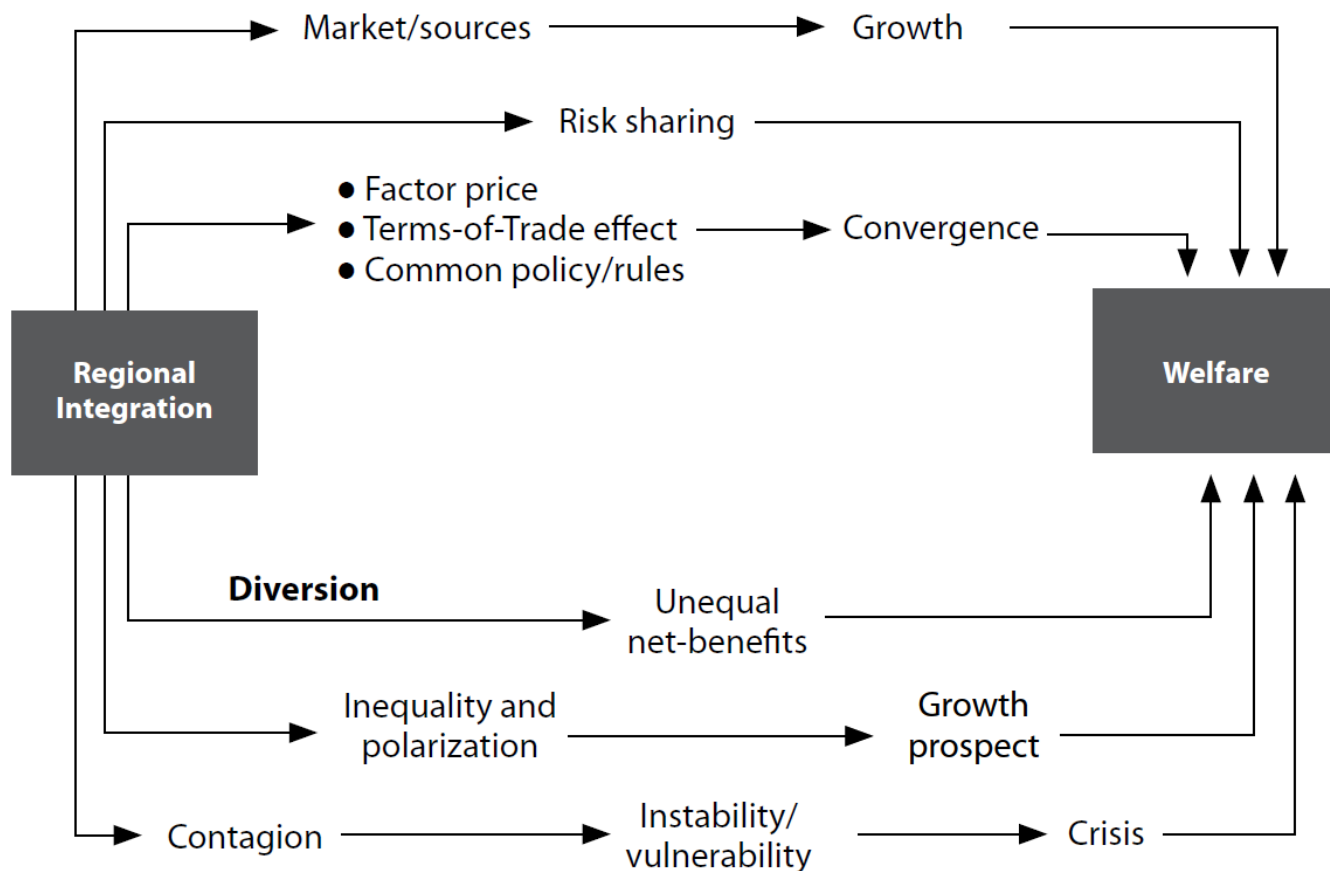 Market/sources
Growth
Risk sharing
● Factor price
● Terms-of-Trade effect
● Common policy/rules
Convergence
Regional
Integration
Welfare
Diversion
Unequal
net-benefits
Inequality and
polarization
Growth
prospect
Contagion
Instability/
vulnerability
Crisis